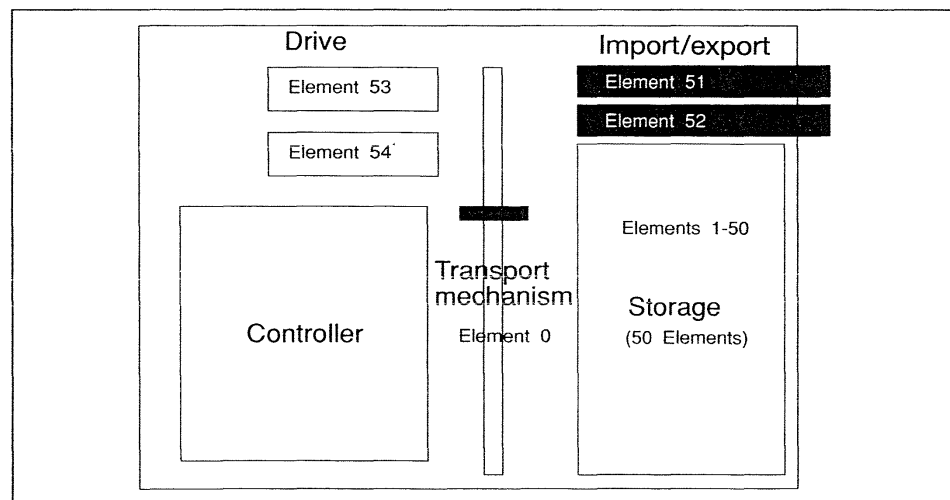 Drive
Element 53
Element 54
Import/export
Element 51
Element 52
Controller
Transport
mechanism
Element 0
Elements 1-50
Storage
(50 Elements)